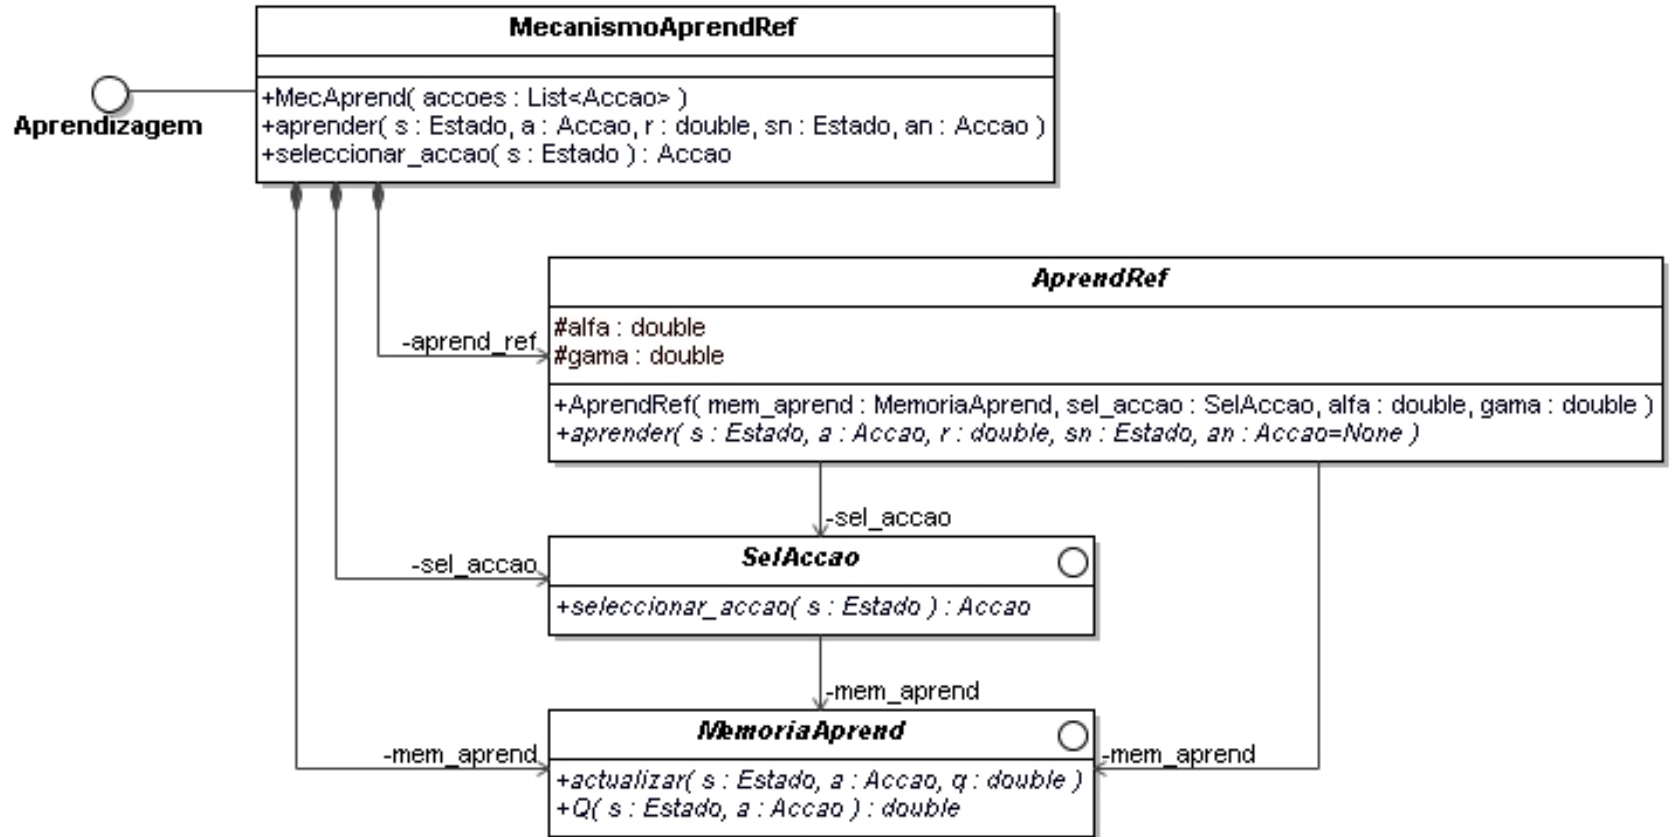 MecanismoAprendRef
+MecAprend( accoes : List<Accao> )
+aprender( s : Estado, a : Accao, r : double, sn : Estado, an : Accao )
+seleccionar_accao( s : Estado ) : Accao
Aprendizagem
AprendRef
#alfa : double
#gama : double
+AprendRef( mem_aprend : MemoriaAprend, sel_accao : SelAccao, alfa : double, gama : double )
+aprender( s : Estado, a : Accao, r : double, sn : Estado, an : Accao=None )
-aprend_ref
-sel_accao
SelAccao
+seleccionar_accao( s : Estado ) : Accao
-sel_accao
-mem_aprend
MemoriaAprend
+actualizar( s : Estado, a : Accao, q : double )
+Q( s : Estado, a : Accao ) : double
-mem_aprend
-mem_aprend